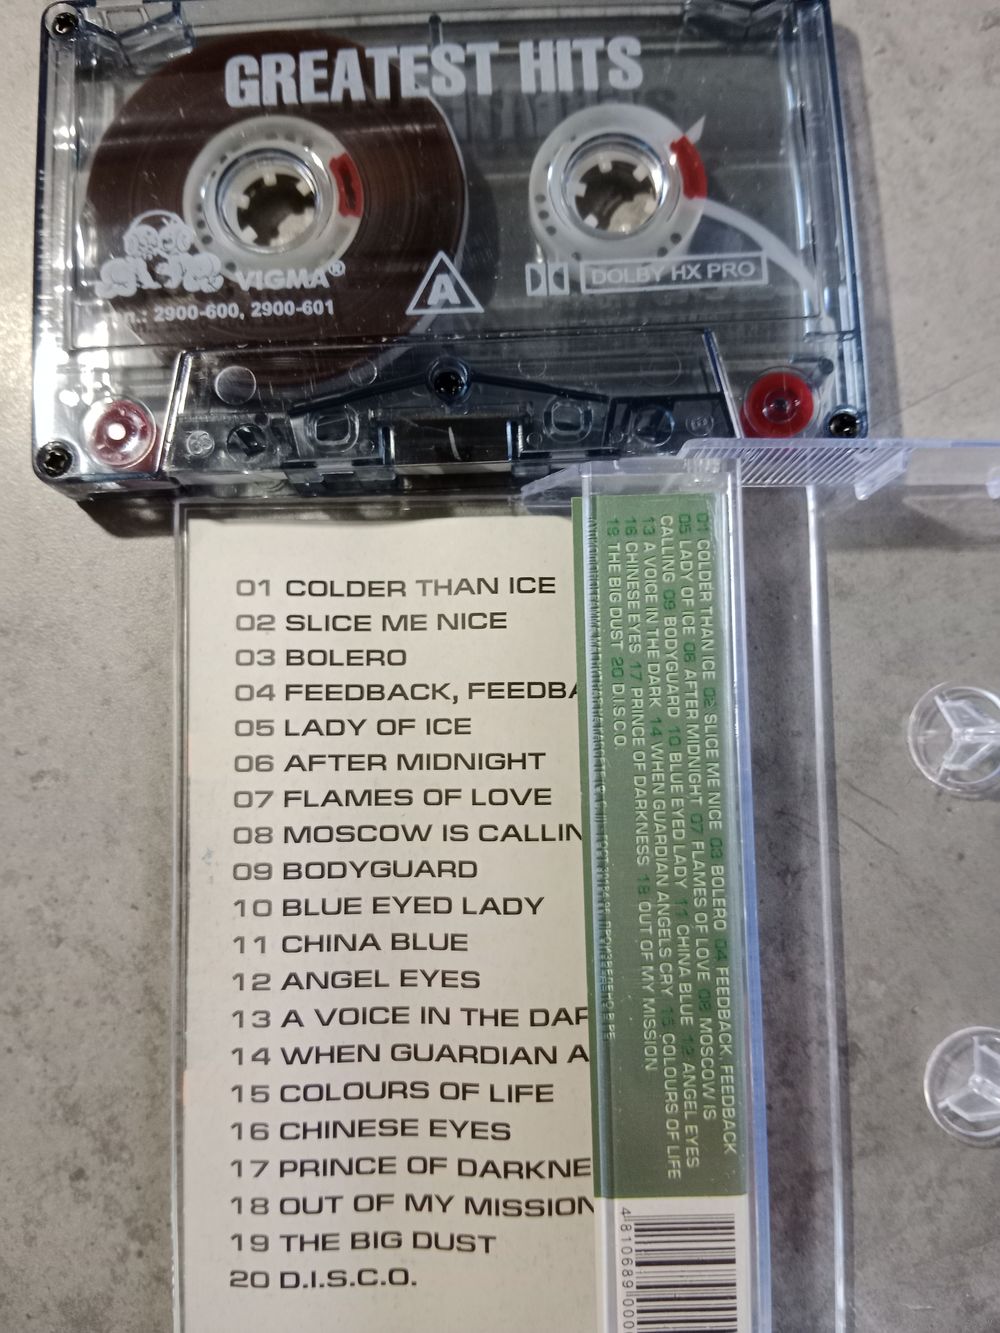 GREATEST HITS
VIGMA®
2900-600, 2900-601
A
DOLBY HX PRO
01 COLDER THAN ICE
02 SLICE ME NICE
03 BOLERO
04 FEEDBACK, FEEDBA
05 LADY OF ICE
06 AFTER MIDNIGHT
07 FLAMES OF LOVE
08 MOSCOW IS CALLIN
09 BODYGUARD
10 BLUE EYED LADY
11 CHINA BLUE
12 ANGEL EYES
13 A VOICE IN THE DAR
14 WHEN GUARDIAN A
15 COLOURS OF LIFE
16 CHINESE EYES
17 PRINCE OF DARKNE
18 OUT OF MY MISSION
19 THE BIG DUST
20 D.I.S.C.O.
01 COLDER THAN ICE 02 SLICE ME NICE 03 BOLERO 04 FEEDBACK, FEEDBACK
05 LADY OF ICE 06 AFTER MIDNIGHT 07 FLAMES OF LOVE 08 MOSCOW IS
CALLING 09 BODYGUARD 10 BLUE EYED LADY 11 CHINA BLUE 12 ANGEL EYES
13 A VOICE IN THE DARK 14 WHEN GUARDIAN ANGELS CRY 15 COLOURS OF LIFE
16 CHINESE EYES 17 PRINCE OF DARKNESS 18 OUT OF MY MISSION
19 THE BIG DUST 20 D.I.S.C.O.
4 810689 000